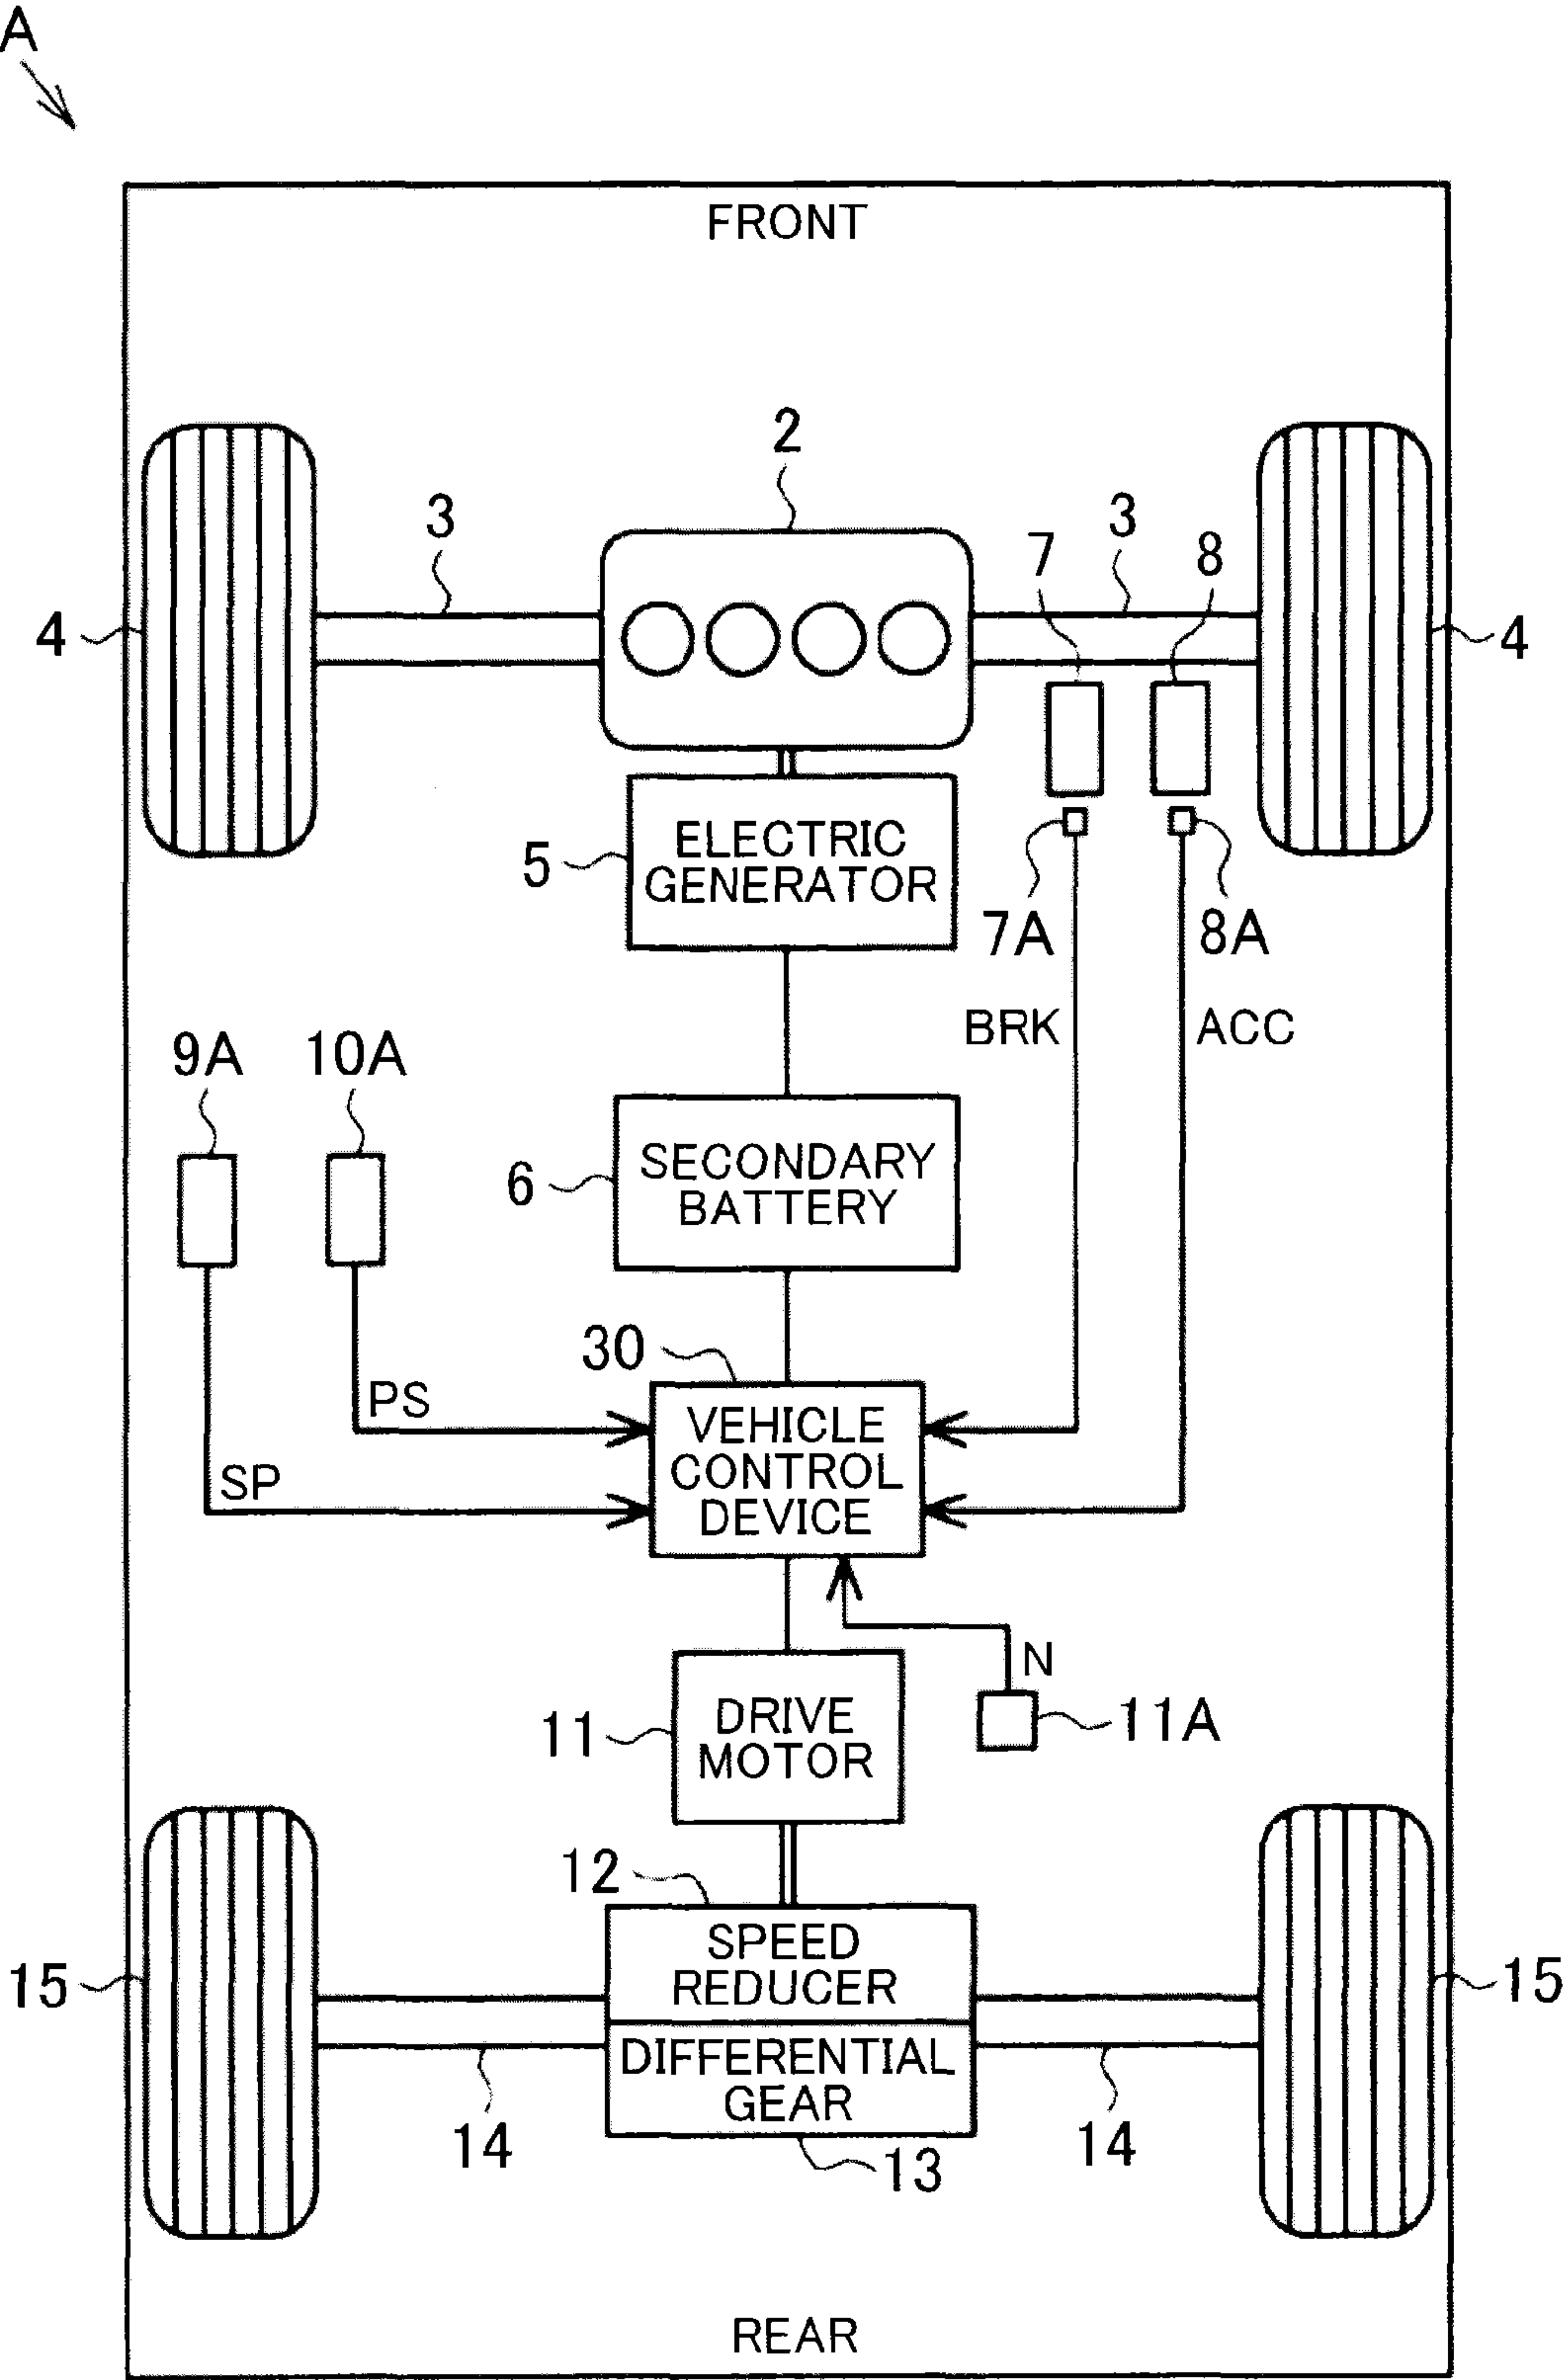 A
FRONT
2
3
3
7
8
4
4
ELECTRIC
GENERATOR
5
7A
8A
BRK
ACC
9A
10A
SECONDARY
BATTERY
6
30
PS
VEHICLE
CONTROL
DEVICE
SP
N
DRIVE
MOTOR
11
11A
12
SPEED
REDUCER
15
15
DIFFERENTIAL
GEAR
14
14
13
REAR